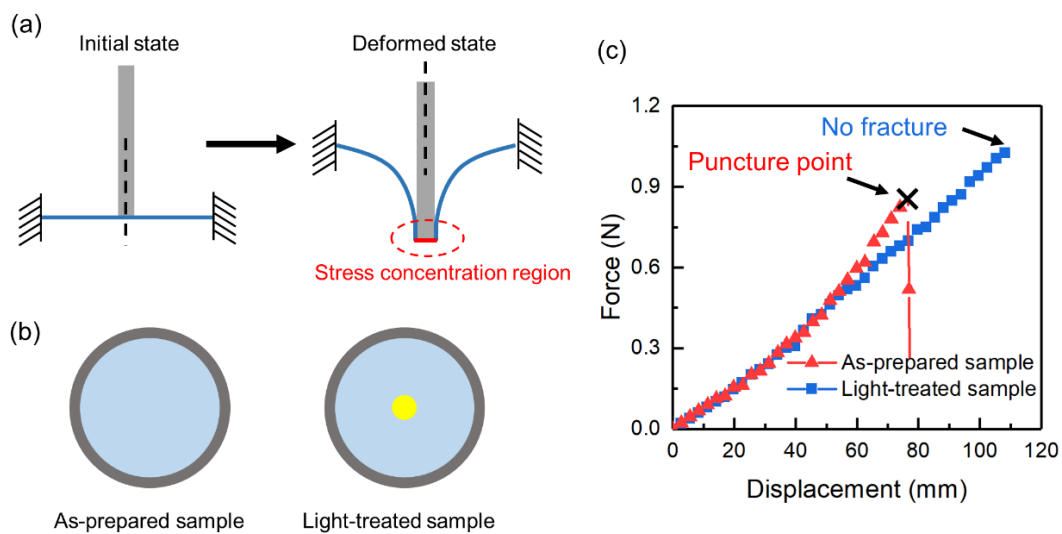 (a)
Initial state
Deformed state
Stress concentration region
(b)
As-prepared sample
Light-treated sample
(c)
No fracture
Puncture point
As-prepared sample
Light-treated sample
Force (N)
1.2
0.9
0.6
0.3
0.0
0 20 40 60 80 100 120
Displacement (mm)